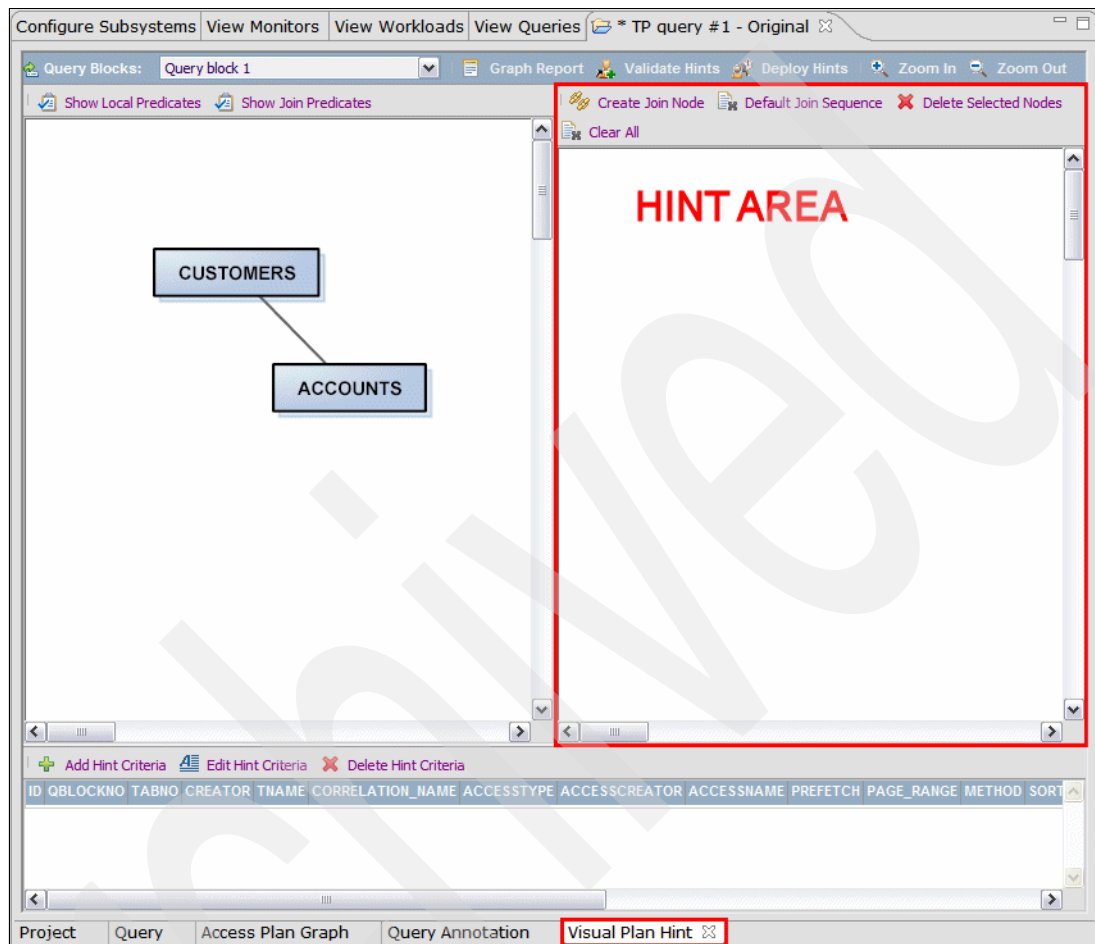 Configure Subsystems View Monitors View Workloads View Queries * TP query #1 - Original
Query Blocks: Query block 1 Graph Report Validate Hints Deploy Hints Zoom In Zoom Out
Show Local Predicates Show Join Predicates
Create Join Node Default Join Sequence Delete Selected Nodes
Clear All
HINT AREA
CUSTOMERS
ACCOUNTS
Add Hint Criteria Edit Hint Criteria Delete Hint Criteria
ID QBLOCKNO TABNO CREATOR TNAME CORRELATION_NAME ACCESSTYPE ACCESSCREATOR ACCESSNAME PREFETCH PAGE_RANGE METHOD SORT
Project Query Access Plan Graph Query Annotation Visual Plan Hint